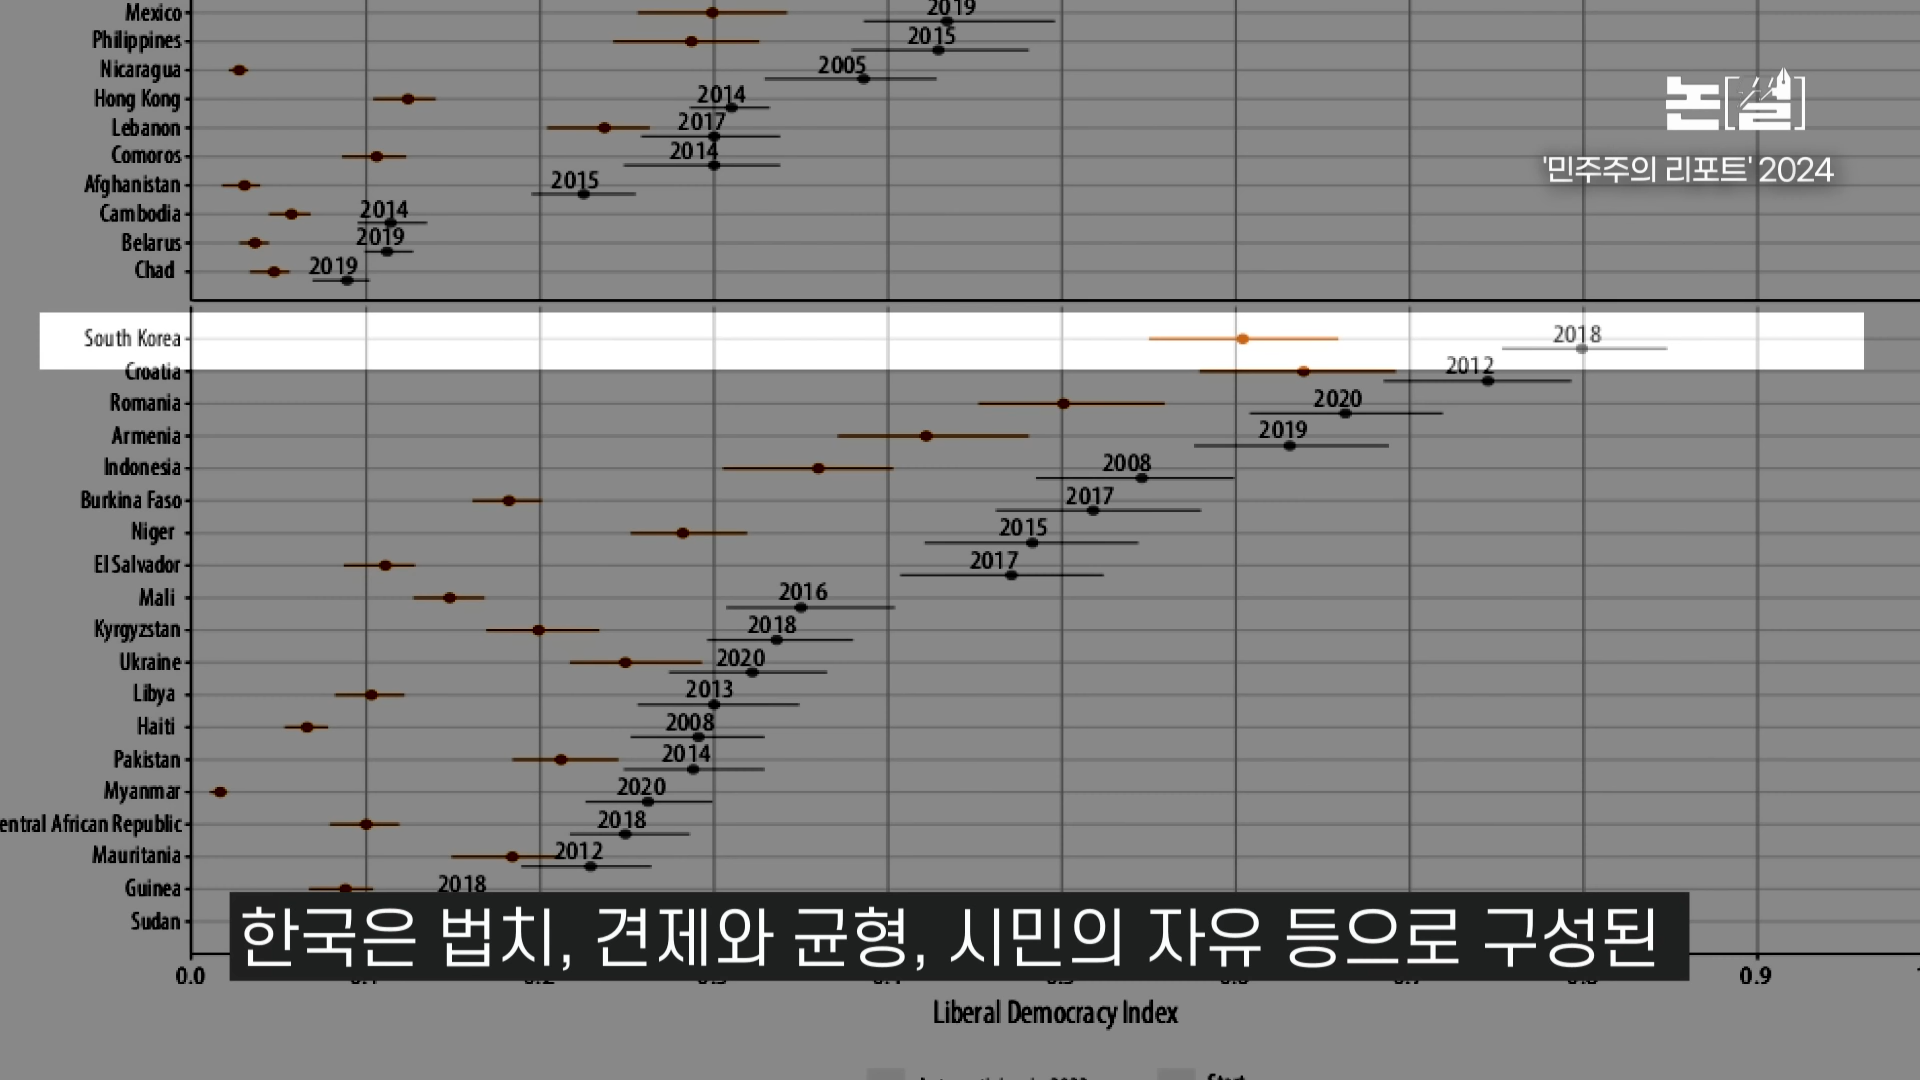 Mexico 2019
Philippines 2015
Nicaragua 2005
Hong Kong 2014
Lebanon 2017
Comoros 2014
Afghanistan 2015
Cambodia 2014
Belarus 2019
Chad 2019
논[썰]
'민주주의 리포트' 2024
South Korea 2018
Croatia 2012
Romania 2020
Armenia 2019
Indonesia 2008
Burkina Faso 2017
Niger 2015
El Salvador 2017
Mali 2016
Kyrgyzstan 2018
Ukraine 2020
Libya 2013
Haiti 2008
Pakistan 2014
Myanmar 2020
entral African Republic 2018
Mauritania 2012
Guinea 2018
Sudan
한국은 법치, 견제와 균형, 시민의 자유 등으로 구성된
0.0 0.9
Liberal Democracy Index